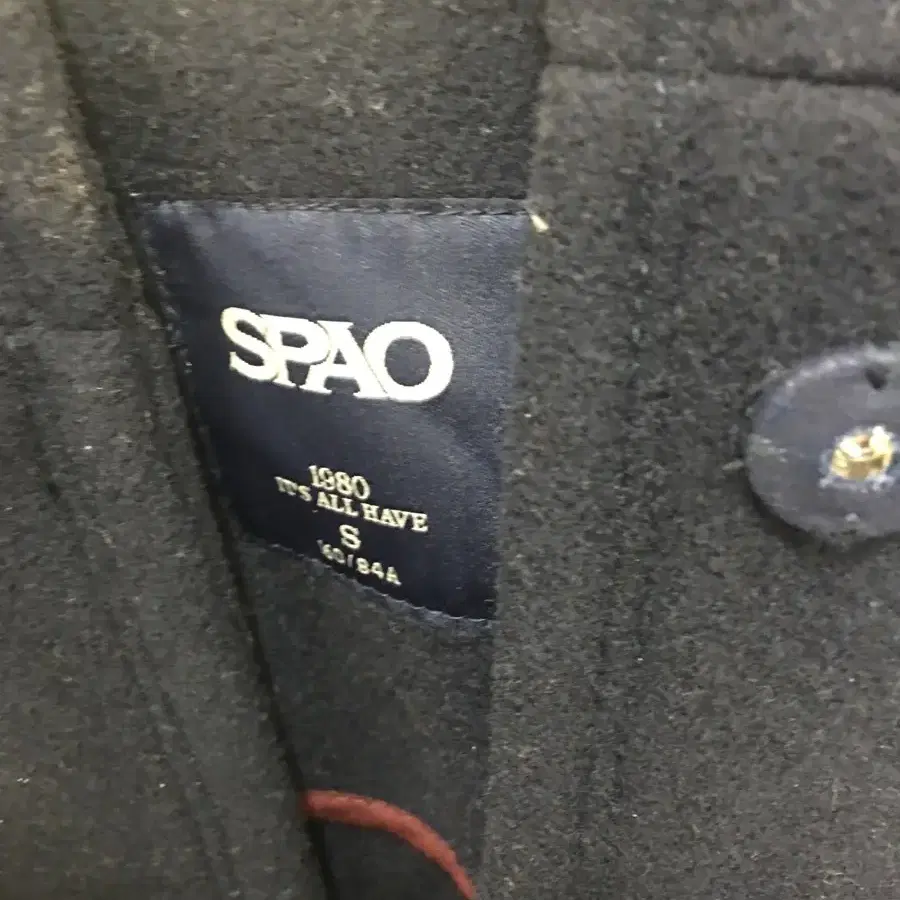 SPAO
1980
IT'S ALL HAVE
S
160/84A